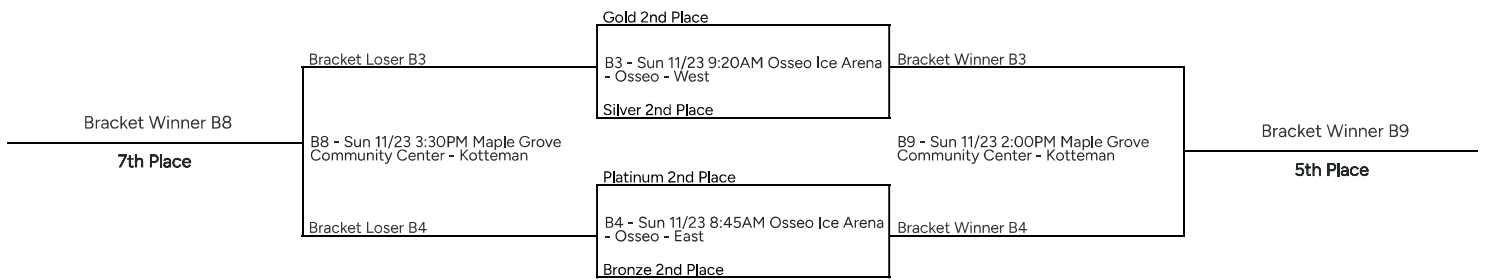 Gold 2nd Place
Bracket Loser B3
B3 - Sun 11/23 9:20AM Osseo Ice Arena
- Osseo - West
Bracket Winner B3
Silver 2nd Place
Bracket Winner B8
7th Place
B8 - Sun 11/23 3:30PM Maple Grove
Community Center - Kotteman
B9 - Sun 11/23 2:00PM Maple Grove
Community Center - Kotteman
Bracket Winner B9
5th Place
Platinum 2nd Place
Bracket Loser B4
B4 - Sun 11/23 8:45AM Osseo Ice Arena
- Osseo - East
Bracket Winner B4
Bronze 2nd Place